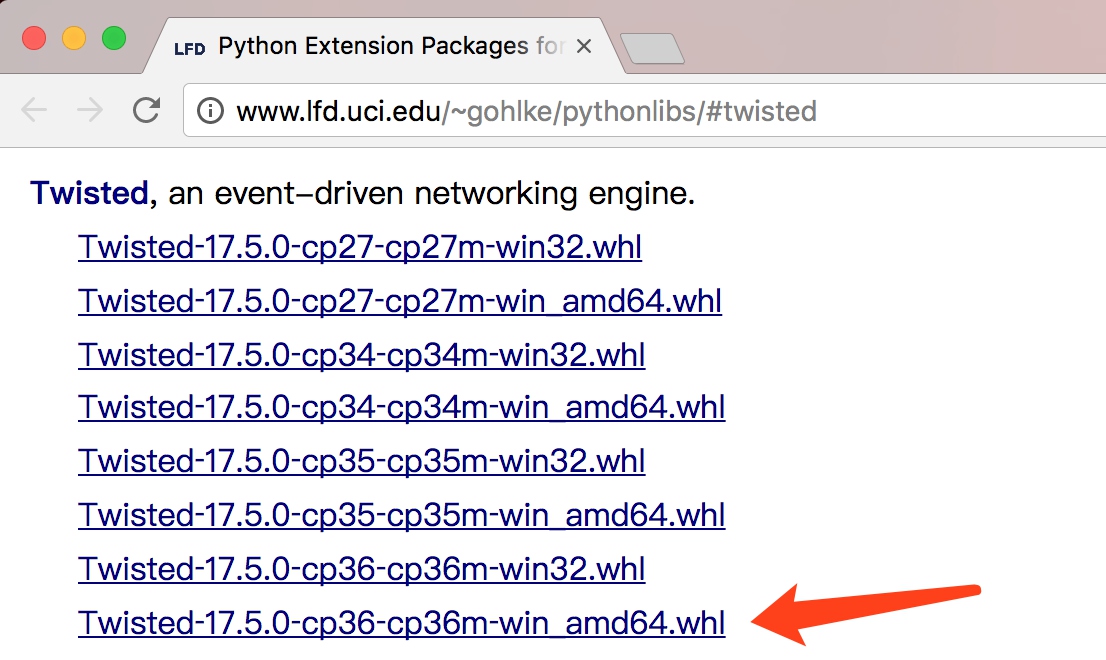 LFD Python Extension Packages for
www.lfd.uci.edu/~gohlke/pythonlibs/#twisted
Twisted, an event-driven networking engine.
Twisted-17.5.0-cp27-cp27m-win32.whl
Twisted-17.5.0-cp27-cp27m-win_amd64.whl
Twisted-17.5.0-cp34-cp34m-win32.whl
Twisted-17.5.0-cp34-cp34m-win_amd64.whl
Twisted-17.5.0-cp35-cp35m-win32.whl
Twisted-17.5.0-cp35-cp35m-win_amd64.whl
Twisted-17.5.0-cp36-cp36m-win32.whl
Twisted-17.5.0-cp36-cp36m-win_amd64.whl